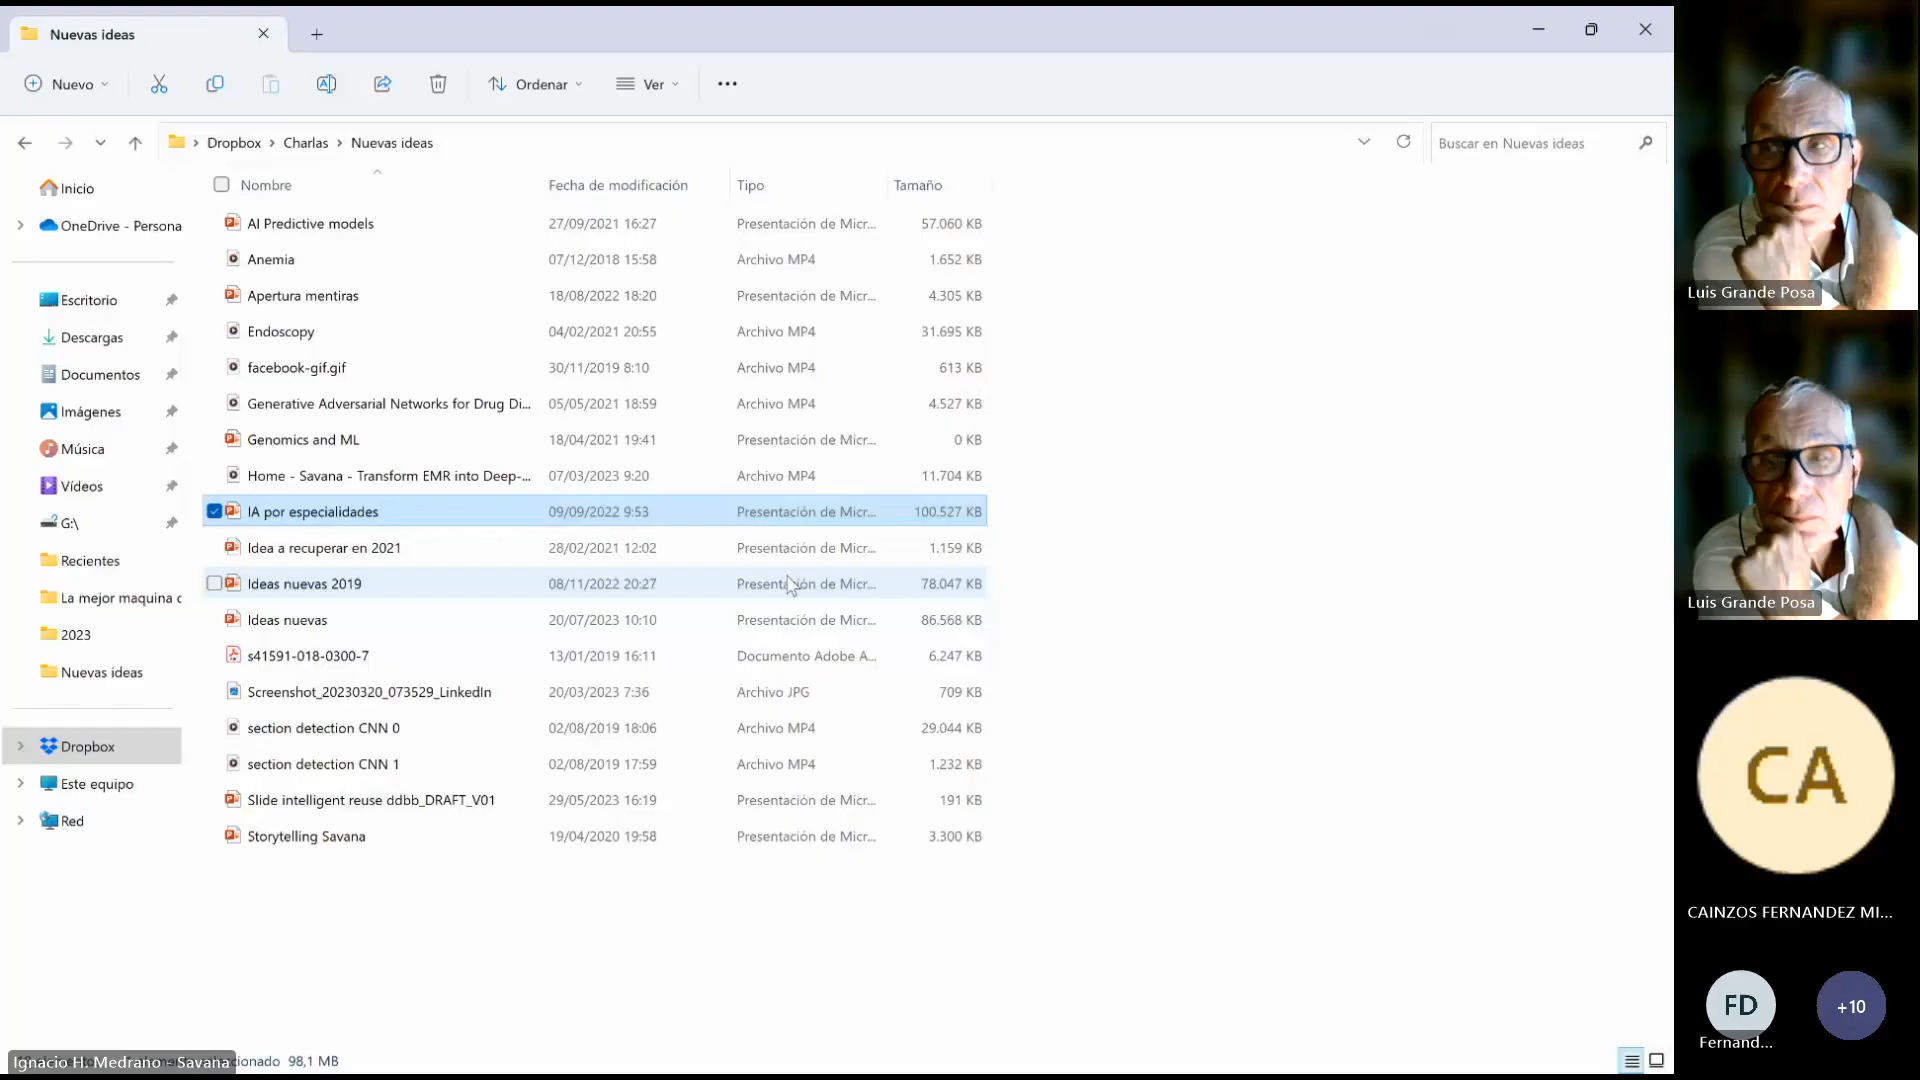 Nuevas ideas
Nuevo
Ordenar
Ver
Dropbox
Charlas
Nuevas ideas
Buscar en Nuevas ideas
Inicio
OneDrive - Persona
Escritorio
Descargas
Documentos
Imágenes
Música
Vídeos
G:\
Recientes
La mejor maquina
2023
Nuevas ideas
Dropbox
Este equipo
Red
Nombre Fecha de modificación Tipo Tamaño
AI Predictive models 27/09/2021 16:27 Presentación de Micr... 57.060 KB
Anemia 07/12/2018 15:58 Archivo MP4 1.652 KB
Apertura mentiras 18/08/2022 18:20 Presentación de Micr... 4.305 KB
Endoscopy 04/02/2021 20:55 Archivo MP4 31.695 KB
facebook-gif.gif 30/11/2019 8:10 Archivo MP4 613 KB
Generative Adversarial Networks for Drug Di... 05/05/2021 18:59 Archivo MP4 4.527 KB
Genomics and ML 18/04/2021 19:41 Presentación de Micr... 0 KB
Home - Savana - Transform EMR into Deep-... 07/03/2023 9:20 Archivo MP4 11.704 KB
IA por especialidades 09/09/2022 9:53 Presentación de Micr... 100.527 KB
Idea a recuperar en 2021 28/02/2021 12:02 Presentación de Micr... 1.159 KB
Ideas nuevas 2019 08/11/2022 20:27 Presentación de Micr... 78.047 KB
Ideas nuevas 20/07/2023 10:10 Presentación de Micr... 86.568 KB
s41591-018-0300-7 13/01/2019 16:11 Documento Adobe A... 6.247 KB
Screenshot_20230320_073529_LinkedIn 20/03/2023 7:36 Archivo JPG 709 KB
section detection CNN 0 02/08/2019 18:06 Archivo MP4 29.044 KB
section detection CNN 1 02/08/2019 17:59 Archivo MP4 1.232 KB
Slide intelligent reuse ddbb_DRAFT_V01 29/05/2023 16:19 Presentación de Micr... 191 KB
Storytelling Savana 19/04/2020 19:58 Presentación de Micr... 3.300 KB
98,1 MB
Ignacio H. Medrano - Savana
Luis Grande Posa
Luis Grande Posa
CA
CAINZOS FERNANDEZ MI...
FD
Fernand...
+10